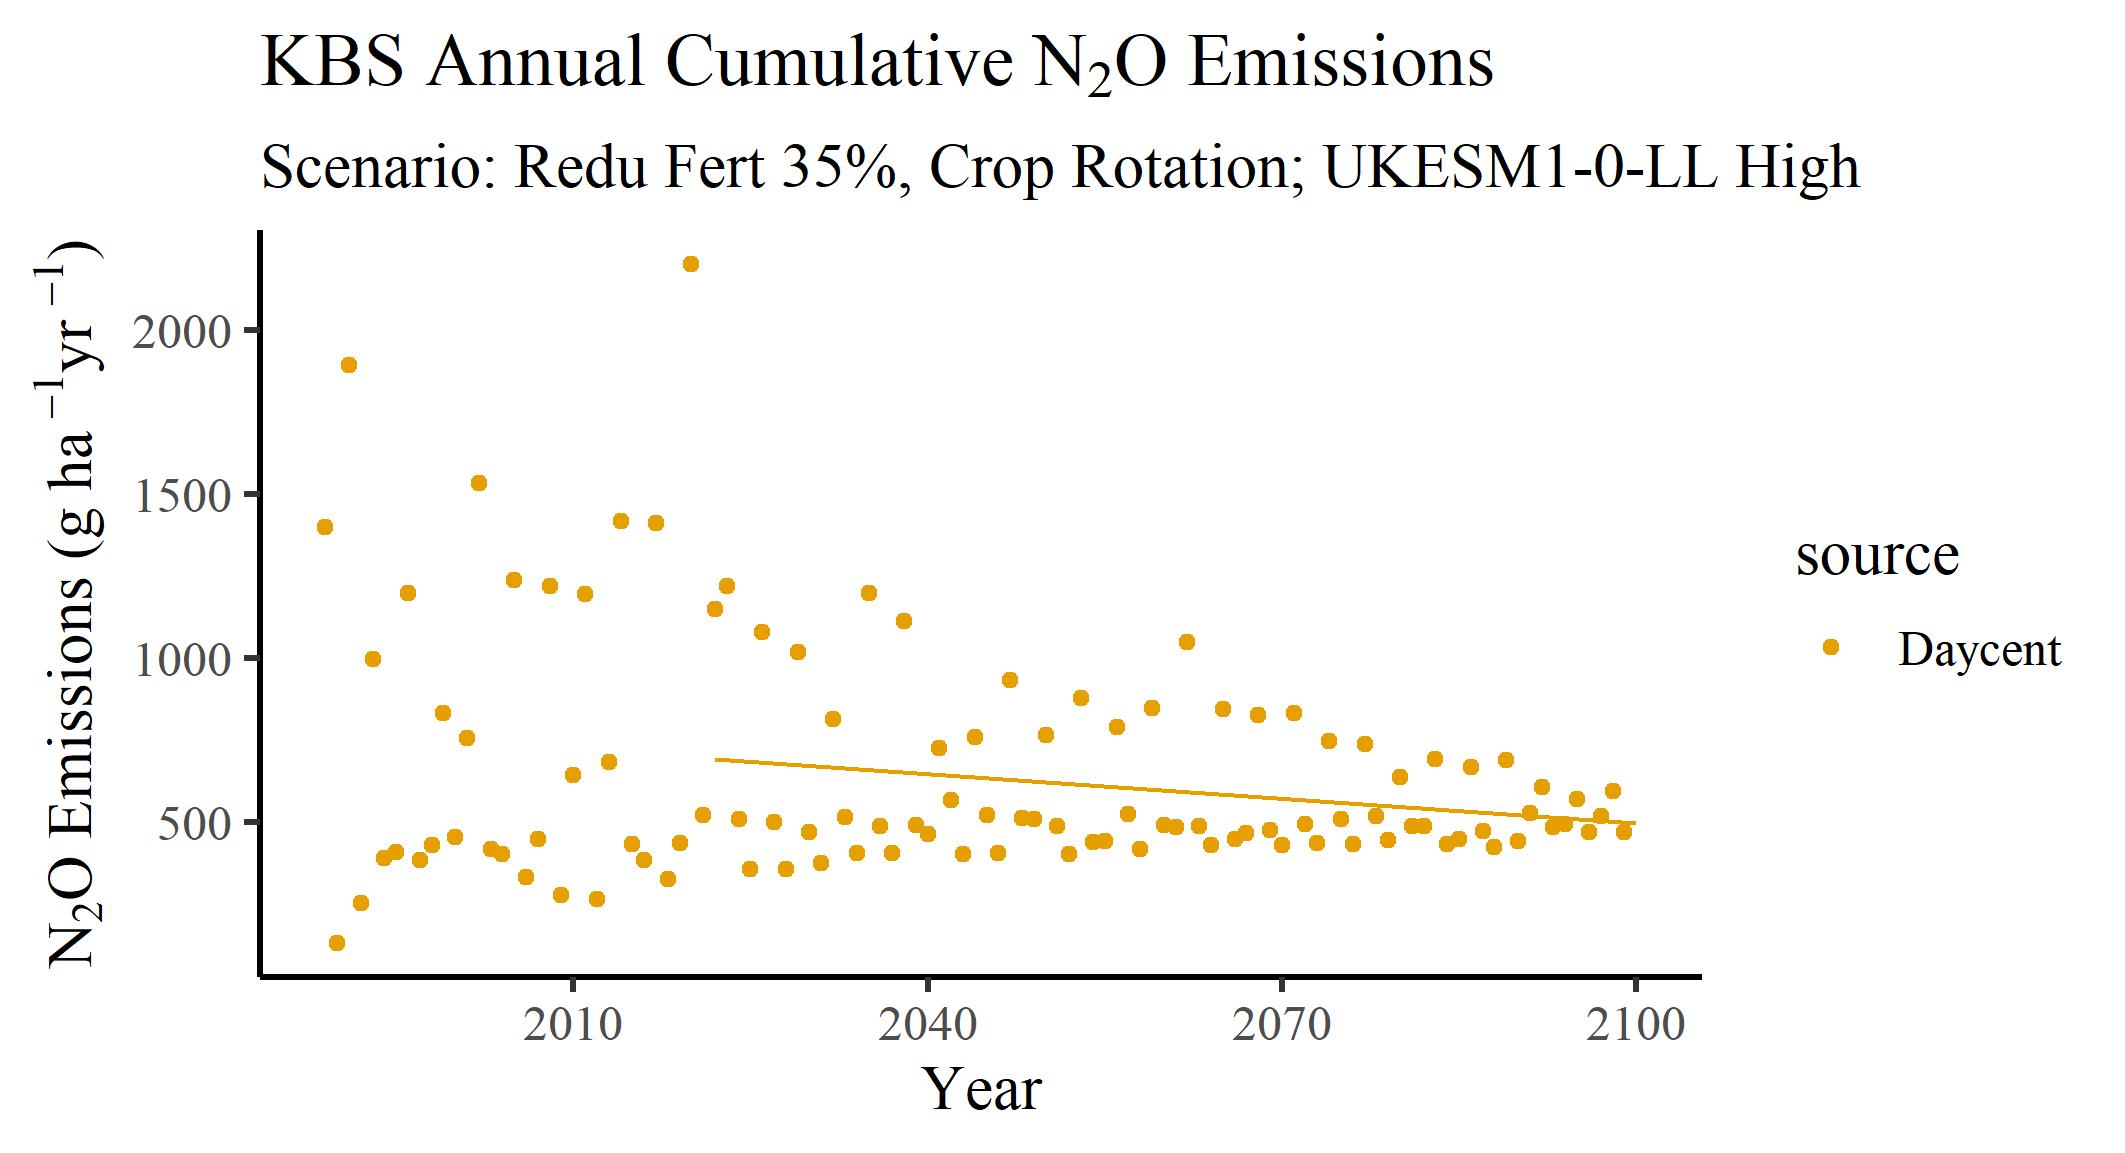 KBS Annual Cumulative N₂O Emissions
Scenario: Redu Fert 35%, Crop Rotation; UKESM1-0-LL High
N₂O Emissions (g ha⁻¹yr⁻¹)
2000
1500
1000
500
2010 2040 2070 2100
Year
source
Daycent